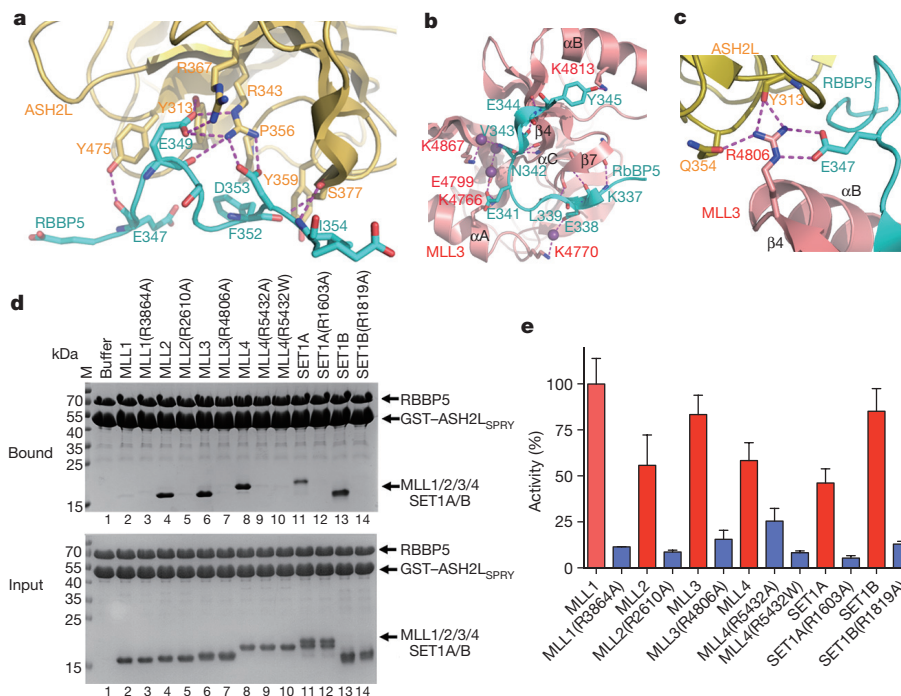 a
R367
R343
ASH2L
Y313
P356
Y475
E349
Y359
S377
D353
RBBP5
E347
F352
I354
b
αB
K4813
E344
Y345
V343
β4
K4867
αC
β7
N342
RbBP5
E4799
K4766
K337
E341
L339
E338
αA
MLL3
K4770
c
ASH2L
RBBP5
Y313
Q354
R4806
E347
αB
MLL3
β4
d
kDa
M
Buffer
MLL1
MLL1(R3864A)
MLL2
MLL2(R2610A)
MLL3
MLL3(R4806A)
MLL4
MLL4(R5432A)
MLL4(R5432W)
SET1A
SET1A(R1603A)
SET1B
SET1B(R1819A)
70
55
40
35
25
15
Bound
RBBP5
GST–ASH2LSPRY
MLL1/2/3/4
SET1A/B
1 2 3 4 5 6 7 8 9 10 11 12 13 14
70
55
40
35
25
15
Input
RBBP5
GST–ASH2LSPRY
MLL1/2/3/4
SET1A/B
1 2 3 4 5 6 7 8 9 10 11 12 13 14
e
Activity (%)
100
75
50
25
0
MLL1
MLL1(R3864A)
MLL2
MLL2(R2610A)
MLL3
MLL3(R4806A)
MLL4
MLL4(R5432A)
MLL4(R5432W)
SET1A
SET1A(R1603A)
SET1B
SET1B(R1819A)